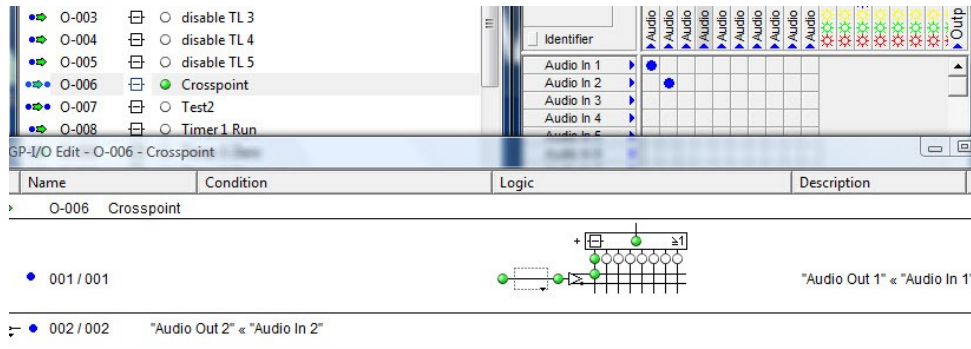 O-003 disable TL 3
O-004 disable TL 4
O-005 disable TL 5
O-006 Crosspoint
O-007 Test2
O-008 Timer 1 Run
Identifier
Audio
Audio
Audio
Audio
Audio
Audio
Audio
Audio
Audio
Outp
Audio In 1
Audio In 2
Audio In 3
Audio In 4
Audio In 5
GP-I/O Edit - O-006 - Crosspoint
Name Condition Logic Description
O-006 Crosspoint
+ ≥1
001 / 001 "Audio Out 1" « "Audio In 1"
002 / 002 "Audio Out 2" « "Audio In 2"